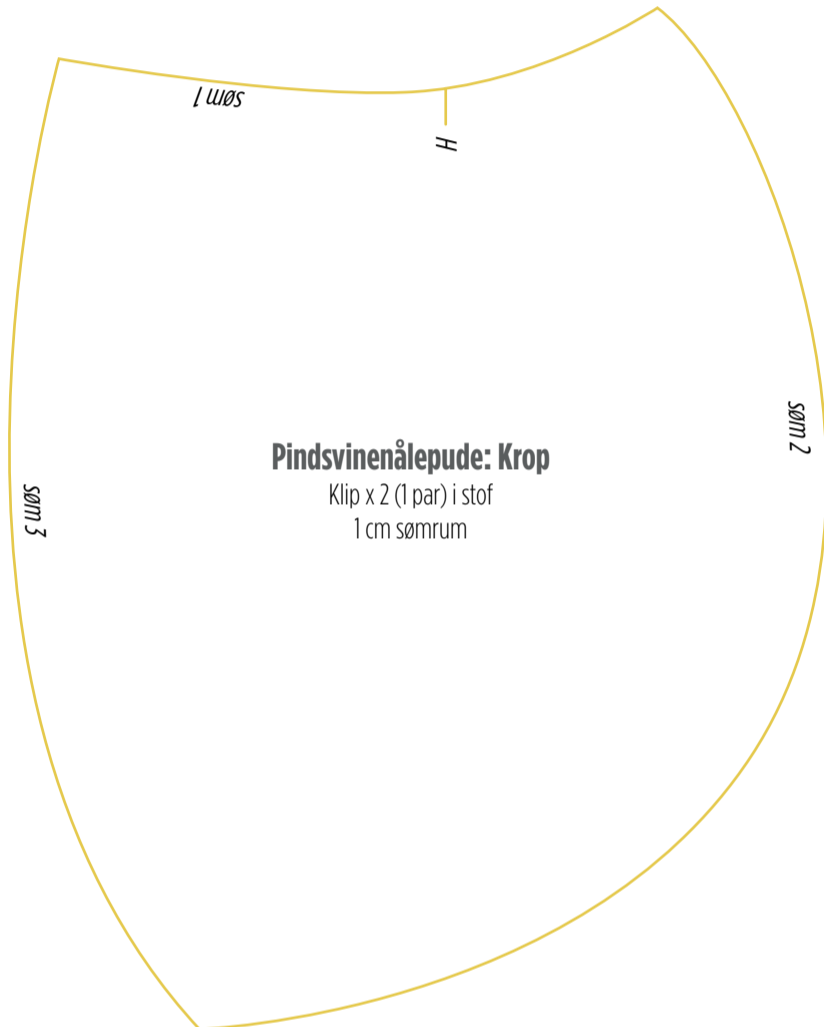 søm 1
H
søm 2
Pindsvinenålepude: Krop
Klip x 2 (1 par) i stof
1 cm sømrum
søm 3